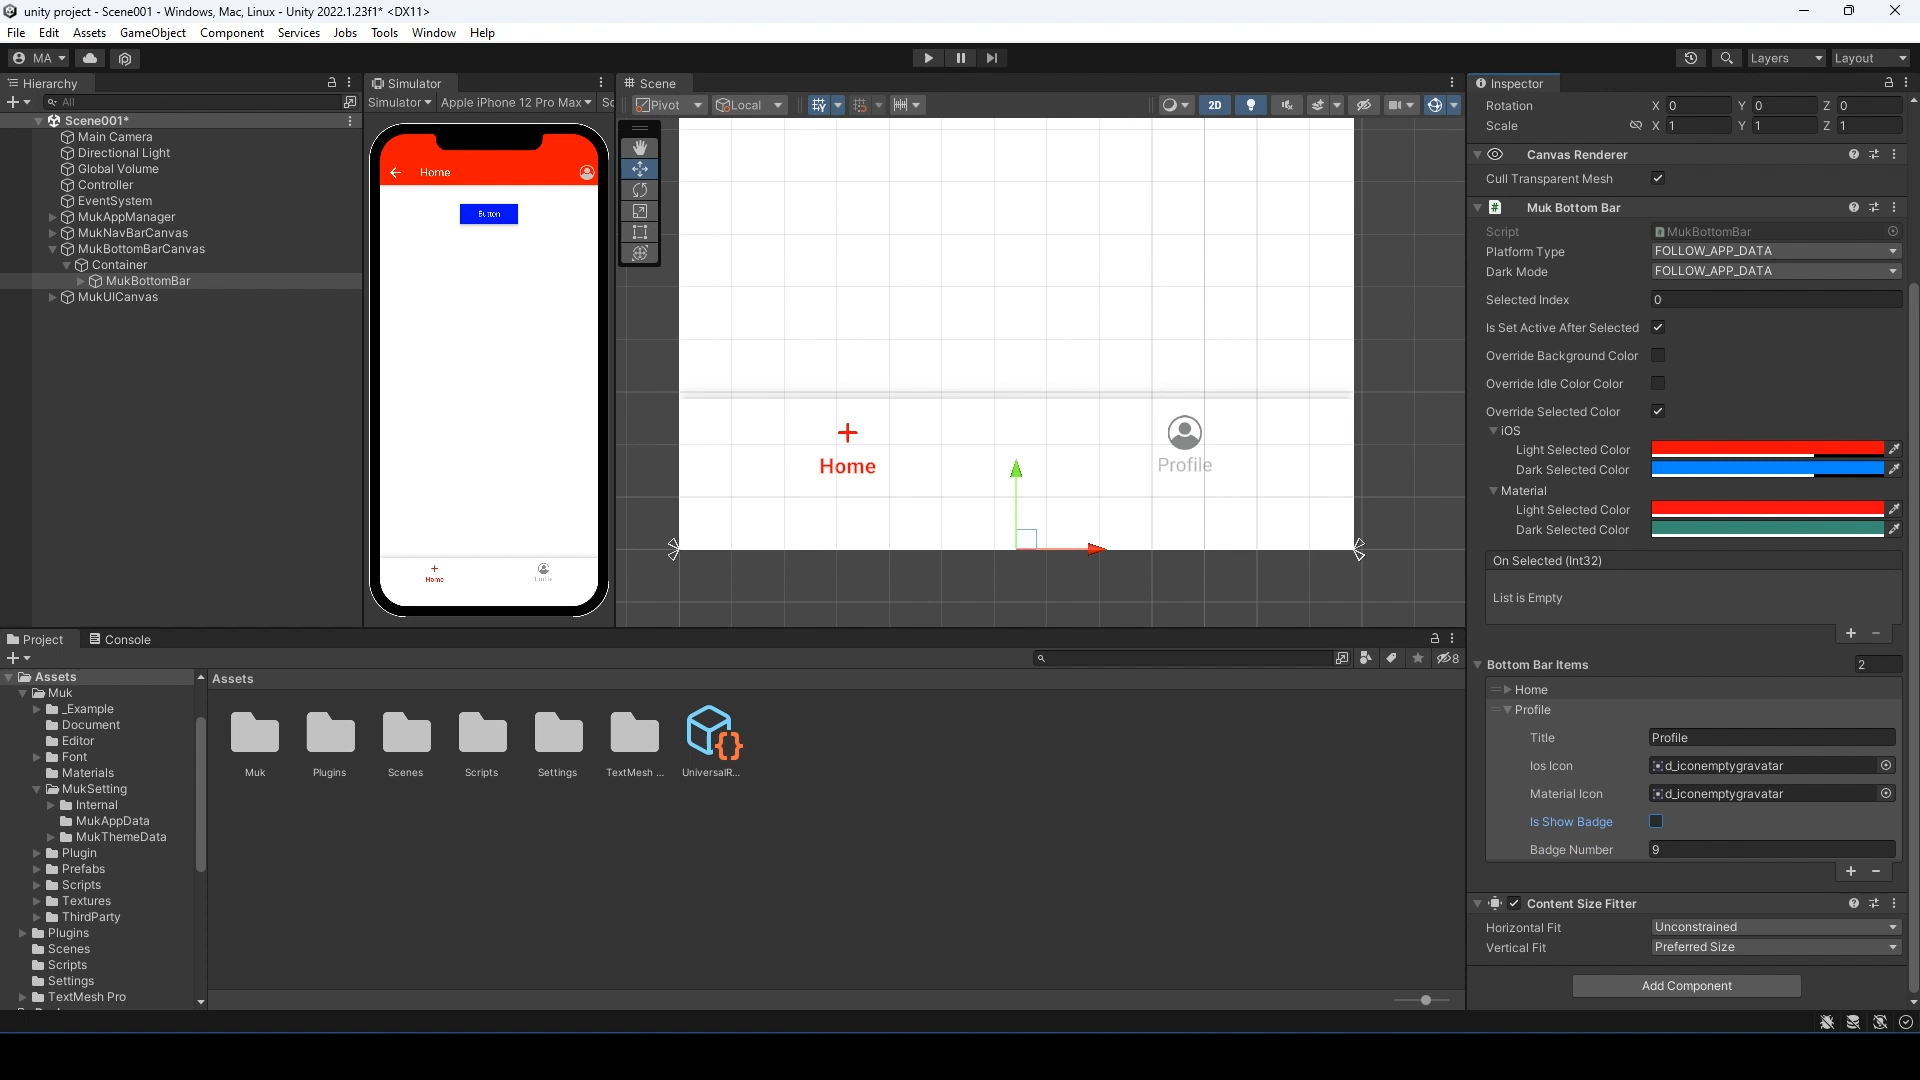 unity project - Scene001 - Windows, Mac, Linux - Unity 2022.1.23f1* <DX11>
File Edit Assets GameObject Component Services Jobs Tools Window Help
MA
Layers Layout
Hierarchy
All
Scene001*
Main Camera
Directional Light
Global Volume
Controller
EventSystem
MukAppManager
MukNavBarCanvas
MukBottomBarCanvas
Container
MukBottomBar
MukUICanvas
Simulator
Simulator Apple iPhone 12 Pro Max Sc
Home
Button
Home
Scene
Pivot Local 2D
Home Profile
Inspector
Rotation X 0 Y 0 Z 0
Scale X 1 Y 1 Z 1
Canvas Renderer
Cull Transparent Mesh
Muk Bottom Bar
Script MukBottomBar
Platform Type FOLLOW_APP_DATA
Dark Mode FOLLOW_APP_DATA
Selected Index 0
Is Set Active After Selected
Override Background Color
Override Idle Color Color
Override Selected Color
iOS
Light Selected Color
Dark Selected Color
Material
Light Selected Color
Dark Selected Color
On Selected (Int32)
List is Empty
Bottom Bar Items 2
Home
Profile
Title Profile
Ios Icon d_iconemptygravatar
Material Icon d_iconemptygravatar
Is Show Badge
Badge Number 9
Content Size Fitter
Horizontal Fit Unconstrained
Vertical Fit Preferred Size
Add Component
Project Console
8
Assets
Muk
_Example
Document
Editor
Font
Materials
MukSetting
Internal
MukAppData
MukThemeData
Plugin
Prefabs
Scripts
Textures
ThirdParty
Plugins
Scenes
Scripts
Settings
TextMesh Pro
Assets
Muk Plugins Scenes Scripts Settings TextMesh ... UniversalR...